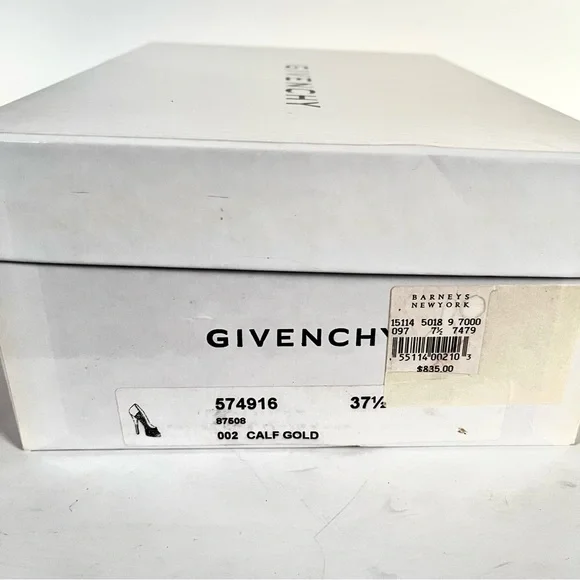 GIVENCHY
GIVENCHY
BARNEYS
NEWYORK
15114 5018 9 7000
097 7½ 7479
55114 00210 3
$835.00
574916 37½
87508
002 CALF GOLD